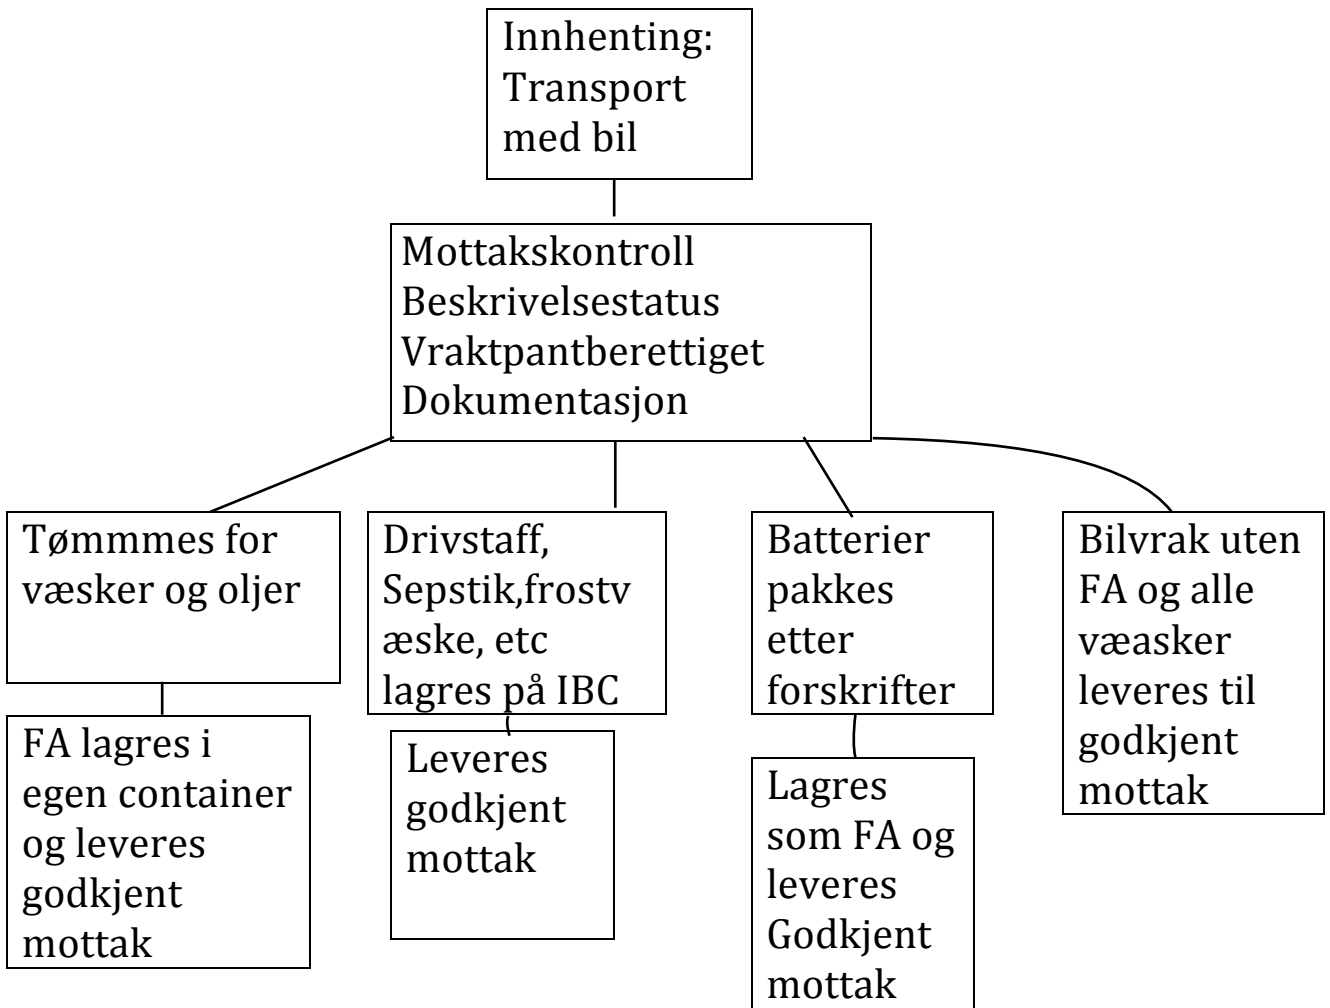 Innhenting:
Transport
med bil
Mottakskontroll
Beskrivelsestatus
Vraktpantberettiget
Dokumentasjon
Tømmmes for
væsker og oljer
Drivstaff,
Sepstik,frostv
æske, etc
lagres på IBC
Batterier
pakkes
etter
forskrifter
Bilvrak uten
FA og alle
væasker
leveres til
godkjent
mottak
FA lagres i
egen container
og leveres
godkjent
mottak
Leveres
godkjent
mottak
Lagres
som FA og
leveres
Godkjent
mottak